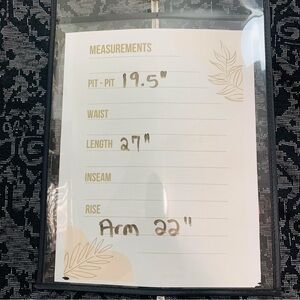 MEASUREMENTS
PIT - PIT 19.5"
WAIST
LENGTH 27"
INSEAM
RISE
Arm 22"